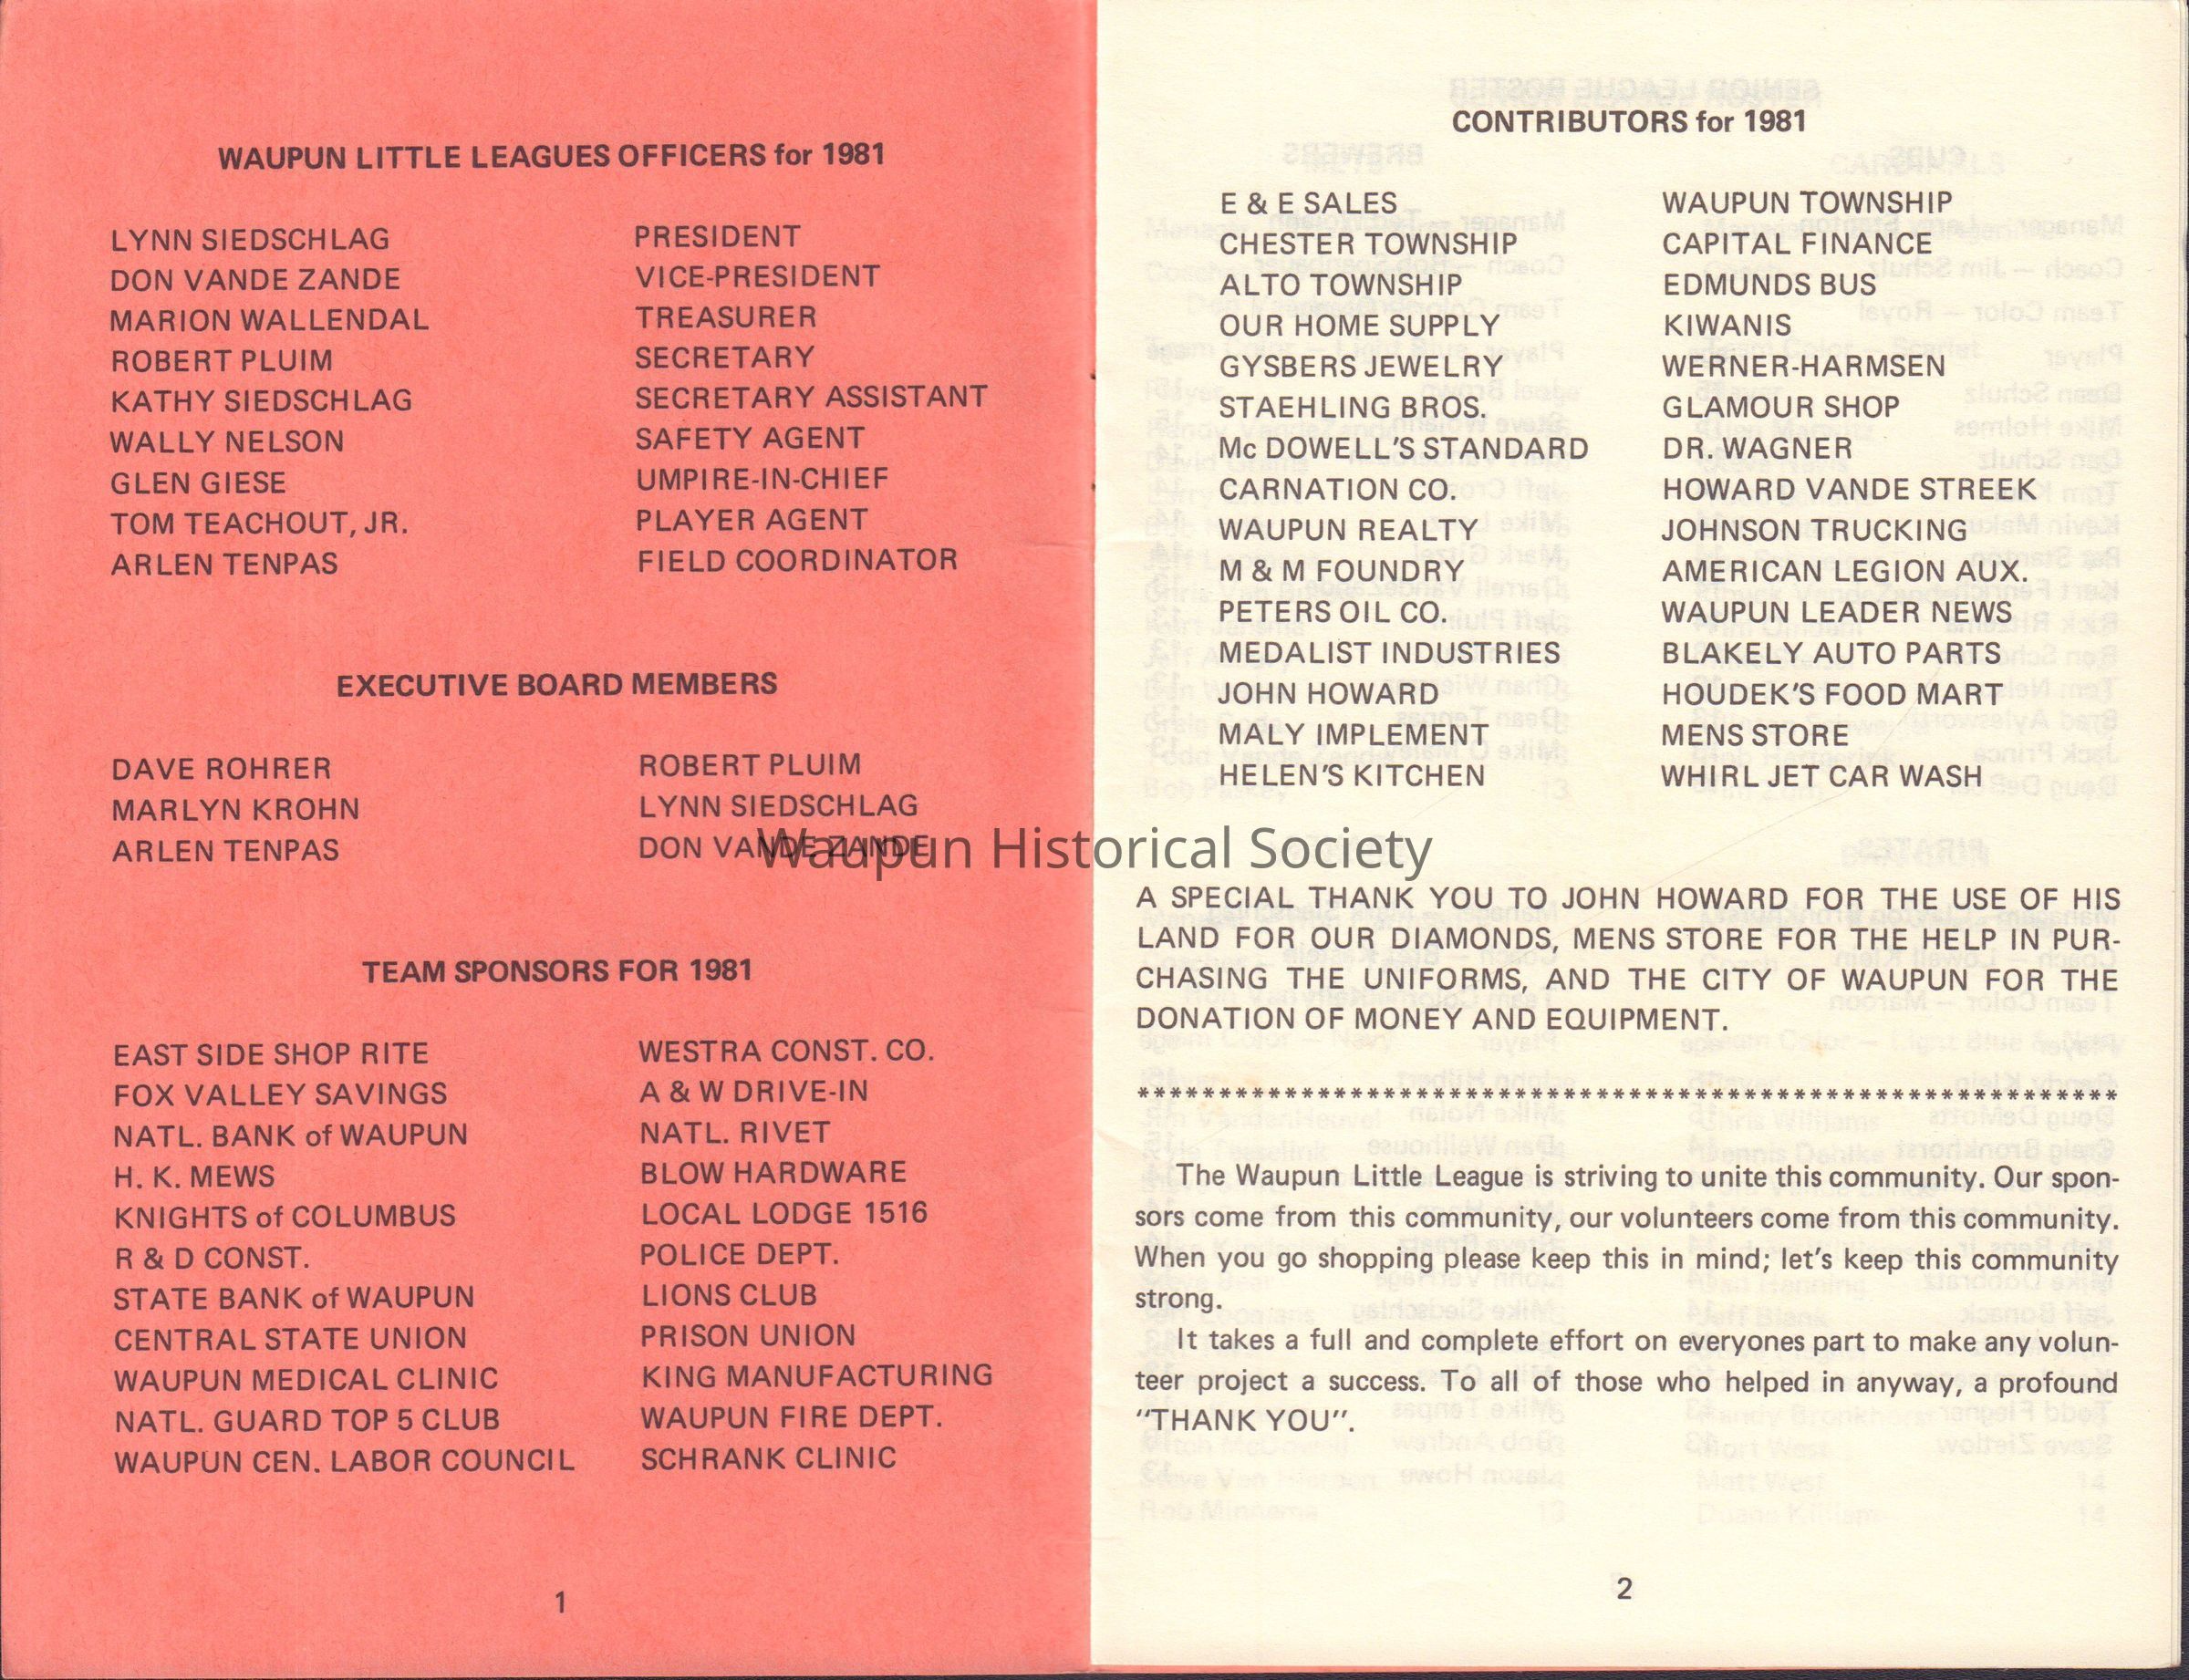 WAUPUN LITTLE LEAGUES OFFICERS for 1981
LYNN SIEDSCHLAG PRESIDENT
DON VANDE ZANDE VICE-PRESIDENT
MARION WALLENDAL TREASURER
ROBERT PLUIM SECRETARY
KATHY SIEDSCHLAG SECRETARY ASSISTANT
WALLY NELSON SAFETY AGENT
GLEN GIESE UMPIRE-IN-CHIEF
TOM TEACHOUT, JR. PLAYER AGENT
ARLEN TENPAS FIELD COORDINATOR
EXECUTIVE BOARD MEMBERS
DAVE ROHRER ROBERT PLUIM
MARLYN KROHN LYNN SIEDSCHLAG
ARLEN TENPAS DON VANDE ZANDE
TEAM SPONSORS FOR 1981
EAST SIDE SHOP RITE WESTRA CONST. CO.
FOX VALLEY SAVINGS A & W DRIVE-IN
NATL. BANK of WAUPUN NATL. RIVET
H. K. MEWS BLOW HARDWARE
KNIGHTS of COLUMBUS LOCAL LODGE 1516
R & D CONST. POLICE DEPT.
STATE BANK of WAUPUN LIONS CLUB
CENTRAL STATE UNION PRISON UNION
WAUPUN MEDICAL CLINIC KING MANUFACTURING
NATL. GUARD TOP 5 CLUB WAUPUN FIRE DEPT.
WAUPUN CEN. LABOR COUNCIL SCHRANK CLINIC
1
CONTRIBUTORS for 1981
E & E SALES WAUPUN TOWNSHIP
CHESTER TOWNSHIP CAPITAL FINANCE
ALTO TOWNSHIP EDMUNDS BUS
OUR HOME SUPPLY KIWANIS
GYSBERS JEWELRY WERNER-HARMSEN
STAEHLING BROS. GLAMOUR SHOP
Mc DOWELL'S STANDARD DR. WAGNER
CARNATION CO. HOWARD VANDE STREEK
WAUPUN REALTY JOHNSON TRUCKING
M & M FOUNDRY AMERICAN LEGION AUX.
PETERS OIL CO. WAUPUN LEADER NEWS
MEDALIST INDUSTRIES BLAKELY AUTO PARTS
JOHN HOWARD HOUDEK'S FOOD MART
MALY IMPLEMENT MENS STORE
HELEN'S KITCHEN WHIRL JET CAR WASH
Waupun Historical Society
A SPECIAL THANK YOU TO JOHN HOWARD FOR THE USE OF HIS
LAND FOR OUR DIAMONDS, MENS STORE FOR THE HELP IN PUR-
CHASING THE UNIFORMS, AND THE CITY OF WAUPUN FOR THE
DONATION OF MONEY AND EQUIPMENT.
**************************************************************
The Waupun Little League is striving to unite this community. Our spon-
sors come from this community, our volunteers come from this community.
When you go shopping please keep this in mind; let's keep this community
strong.
It takes a full and complete effort on everyones part to make any volun-
teer project a success. To all of those who helped in anyway, a profound
"THANK YOU".
2